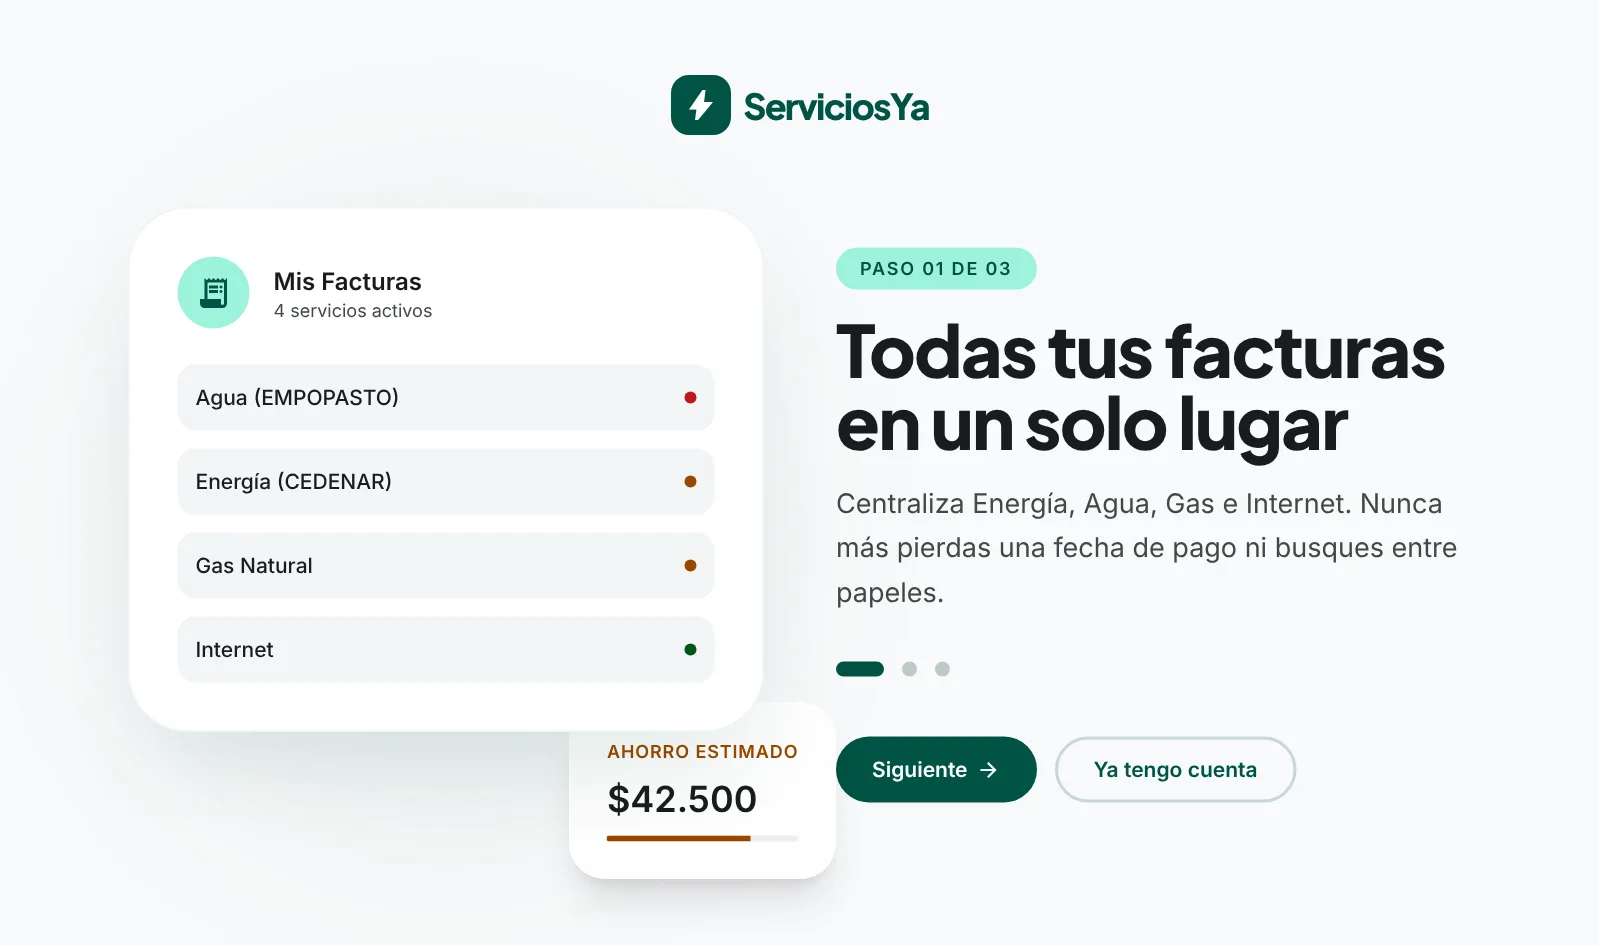 ServiciosYa
Mis Facturas
4 servicios activos
Agua (EMPOPASTO)
Energía (CEDENAR)
Gas Natural
Internet
AHORRO ESTIMADO
$42.500
PASO 01 DE 03
Todas tus facturas
en un solo lugar
Centraliza Energía, Agua, Gas e Internet. Nunca
más pierdas una fecha de pago ni busques entre
papeles.
Siguiente →
Ya tengo cuenta